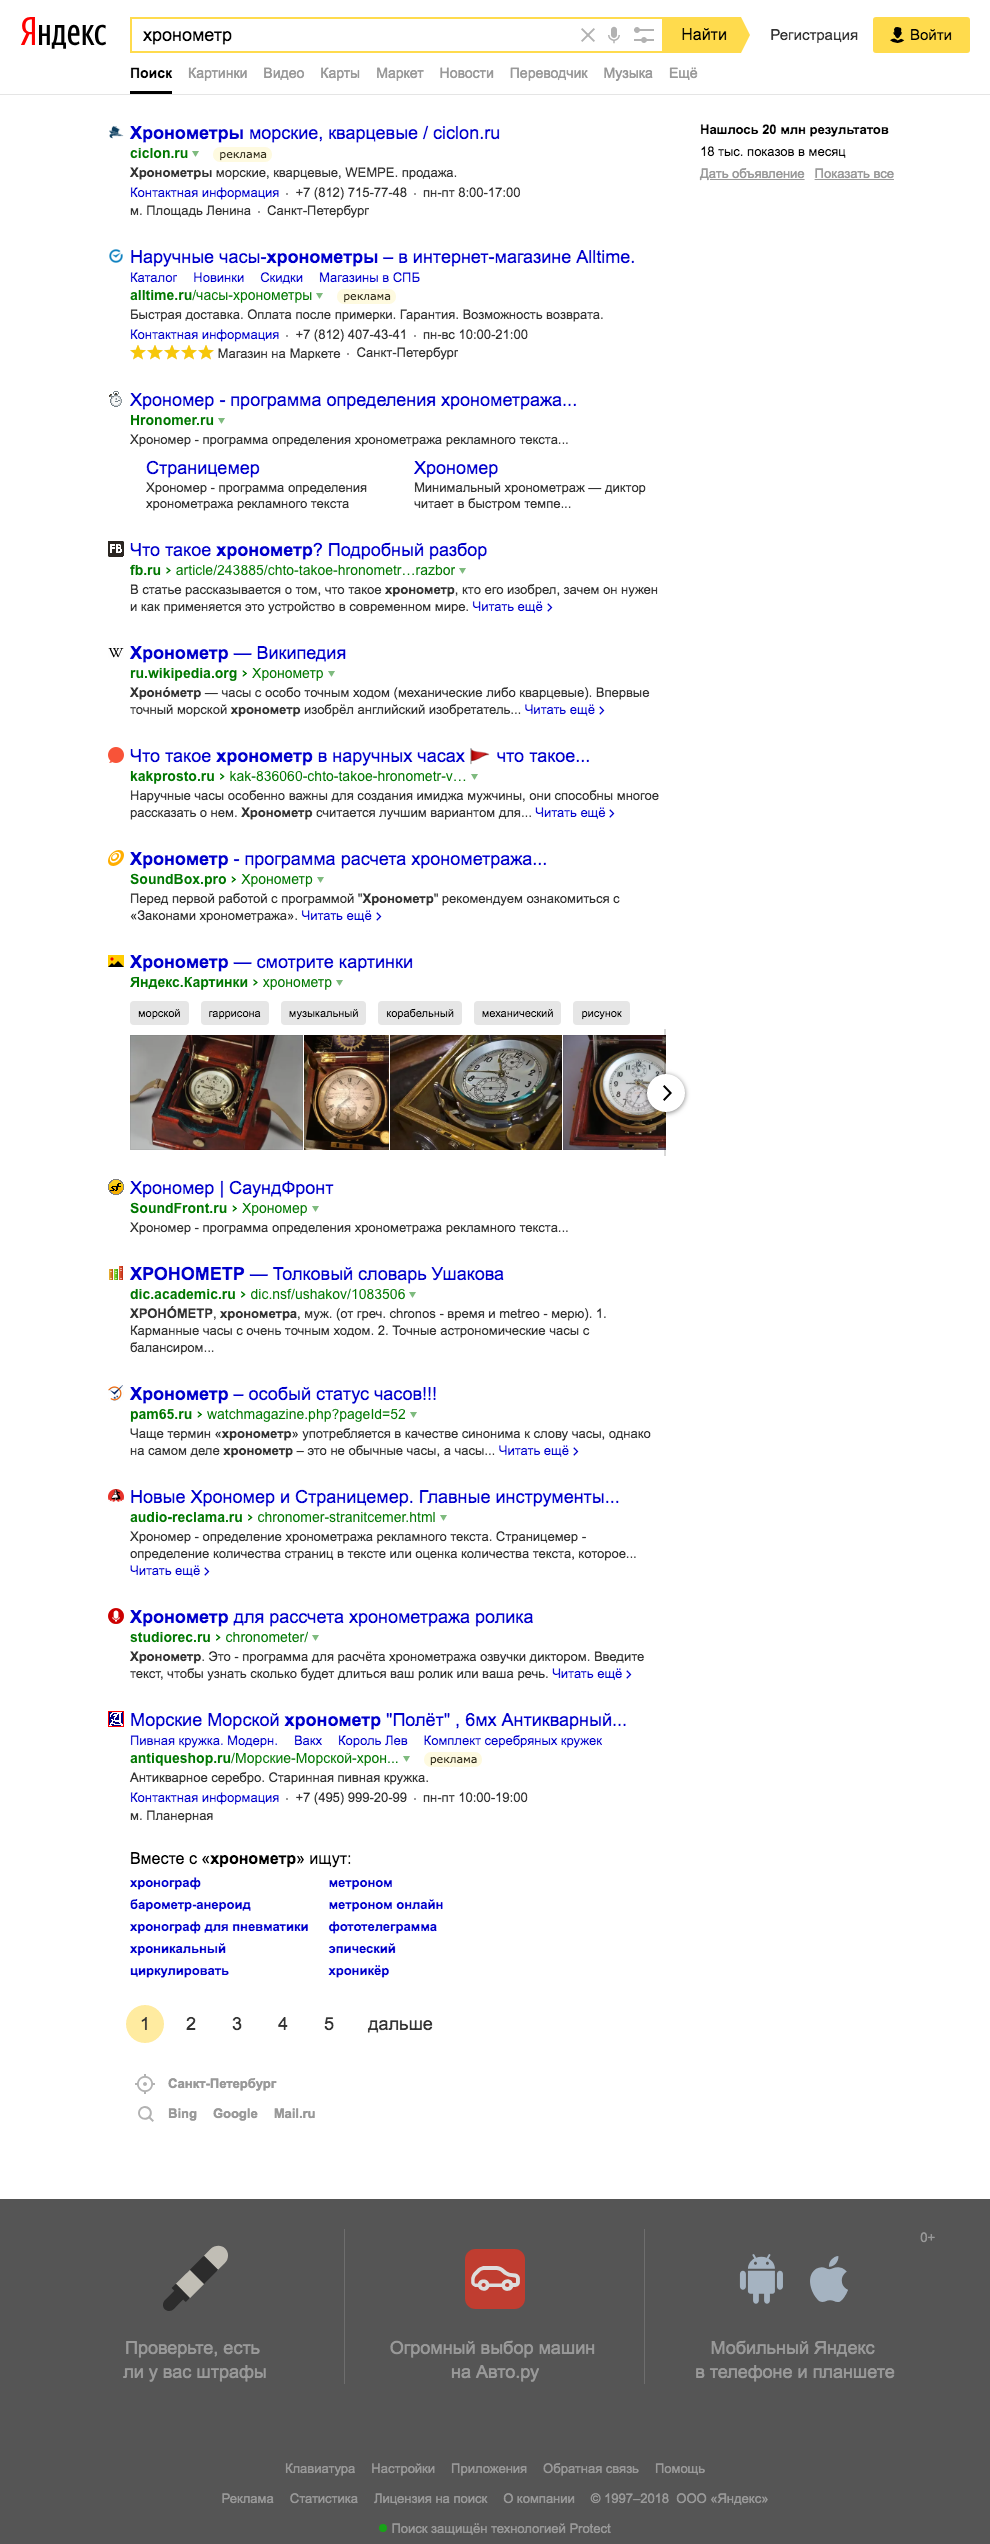 Яндекс
хронометр
Найти
Регистрация
Войти
Поиск Картинки Видео Карты Маркет Новости Переводчик Музыка Ещё
Хронометры морские, кварцевые / ciclon.ru
ciclon.ru реклама
Хронометры морские, кварцевые, WEMPE. продажа.
Контактная информация · +7 (812) 715-77-48 · пн-пт 8:00-17:00
м. Площадь Ленина · Санкт-Петербург
Нашлось 20 млн результатов
18 тыс. показов в месяц
Дать объявление Показать все
Наручные часы-хронометры – в интернет-магазине Alltime.
Каталог Новинки Скидки Магазины в СПБ
alltime.ru/часы-хронометры реклама
Быстрая доставка. Оплата после примерки. Гарантия. Возможность возврата.
Контактная информация · +7 (812) 407-43-41 · пн-вс 10:00-21:00
Магазин на Маркете · Санкт-Петербург
Хрономер - программа определения хронометража...
Hronomer.ru
Хрономер - программа определения хронометража рекламного текста...
Страницемер
Хрономер - программа определения
хронометража рекламного текста
Хрономер
Минимальный хронометраж — диктор
читает в быстром темпе...
FB
Что такое хронометр? Подробный разбор
fb.ru › article/243885/chto-takoe-hronometr…razbor
В статье рассказывается о том, что такое хронометр, кто его изобрел, зачем он нужен
и как применяется это устройство в современном мире. Читать ещё ›
W
Хронометр — Википедия
ru.wikipedia.org › Хронометр
Хроно́метр — часы с особо точным ходом (механические либо кварцевые). Впервые
точный морской хронометр изобрёл английский изобретатель... Читать ещё ›
Что такое хронометр в наручных часах что такое...
kakprosto.ru › kak-836060-chto-takoe-hronometr-v…
Наручные часы особенно важны для создания имиджа мужчины, они способны многое
рассказать о нем. Хронометр считается лучшим вариантом для... Читать ещё ›
Хронометр - программа расчета хронометража...
SoundBox.pro › Хронометр
Перед первой работой с программой "Хронометр" рекомендуем ознакомиться с
«Законами хронометража». Читать ещё ›
Хронометр — смотрите картинки
Яндекс.Картинки › хронометр
морской гаррисона музыкальный корабельный механический рисунок
Хрономер | СаундФронт
SoundFront.ru › Хрономер
Хрономер - программа определения хронометража рекламного текста...
ХРОНОМЕТР — Толковый словарь Ушакова
dic.academic.ru › dic.nsf/ushakov/1083506
ХРОНО́МЕТР, хронометра, муж. (от греч. chronos - время и metreo - мерю). 1.
Карманные часы с очень точным ходом. 2. Точные астрономические часы с
балансиром...
Хронометр – особый статус часов!!!
pam65.ru › watchmagazine.php?pageId=52
Чаще термин «хронометр» употребляется в качестве синонима к слову часы, однако
на самом деле хронометр – это не обычные часы, а часы... Читать ещё ›
Новые Хрономер и Страницемер. Главные инструменты...
audio-reclama.ru › chronomer-stranitcemer.html
Хрономер - определение хронометража рекламного текста. Страницемер -
определение количества страниц в тексте или оценка количества текста, которое...
Читать ещё ›
Хронометр для рассчета хронометража ролика
studiorec.ru › chronometer/
Хронометр. Это - программа для расчёта хронометража озвучки диктором. Введите
текст, чтобы узнать сколько будет длиться ваш ролик или ваша речь. Читать ещё ›
Морские Морской хронометр "Полёт" , 6мх Антикварный...
Пивная кружка. Модерн. Вакх Король Лев Комплект серебряных кружек
antiqueshop.ru/Морские-Морской-хрон... реклама
Антикварное серебро. Старинная пивная кружка.
Контактная информация · +7 (495) 999-20-99 · пн-пт 10:00-19:00
м. Планерная
Вместе с «хронометр» ищут:
хронограф метроном
барометр-анероид метроном онлайн
хронограф для пневматики фототелеграмма
хроникальный эпический
циркулировать хроникёр
1 2 3 4 5 дальше
Санкт-Петербург
Bing Google Mail.ru
0+
Проверьте, есть
ли у вас штрафы
Огромный выбор машин
на Авто.ру
Мобильный Яндекс
в телефоне и планшете
Клавиатура Настройки Приложения Обратная связь Помощь
Реклама Статистика Лицензия на поиск О компании © 1997–2018 ООО «Яндекс»
Поиск защищён технологией Protect